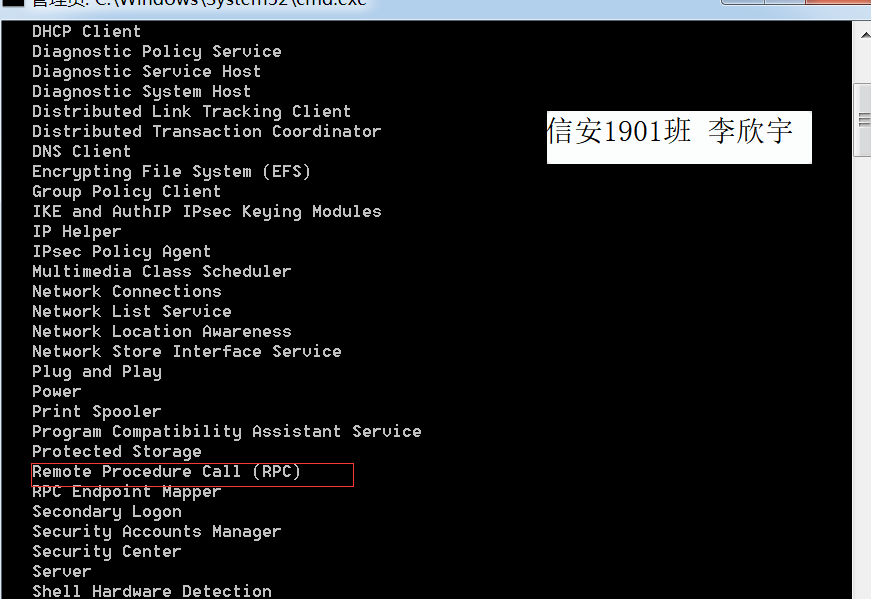 管理员: C:\Windows\System32\cmd.exe
DHCP Client
Diagnostic Policy Service
Diagnostic Service Host
Diagnostic System Host
Distributed Link Tracking Client
Distributed Transaction Coordinator
信安1901班 李欣宇
DNS Client
Encrypting File System (EFS)
Group Policy Client
IKE and AuthIP IPsec Keying Modules
IP Helper
IPsec Policy Agent
Multimedia Class Scheduler
Network Connections
Network List Service
Network Location Awareness
Network Store Interface Service
Plug and Play
Power
Print Spooler
Program Compatibility Assistant Service
Protected Storage
Remote Procedure Call (RPC)
RPC Endpoint Mapper
Secondary Logon
Security Accounts Manager
Security Center
Server
Shell Hardware Detection